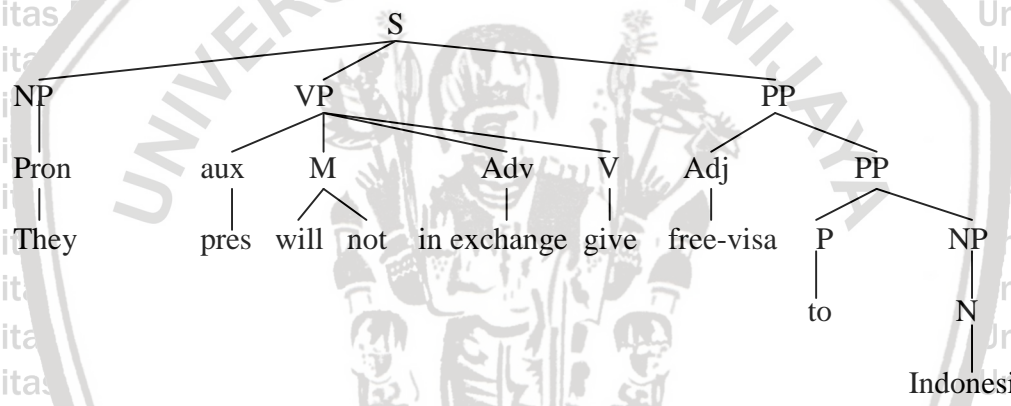 S
NP VP PP
Pron aux M Adv V Adj PP
They pres will not in exchange give free-visa P NP
to N
Indonesi